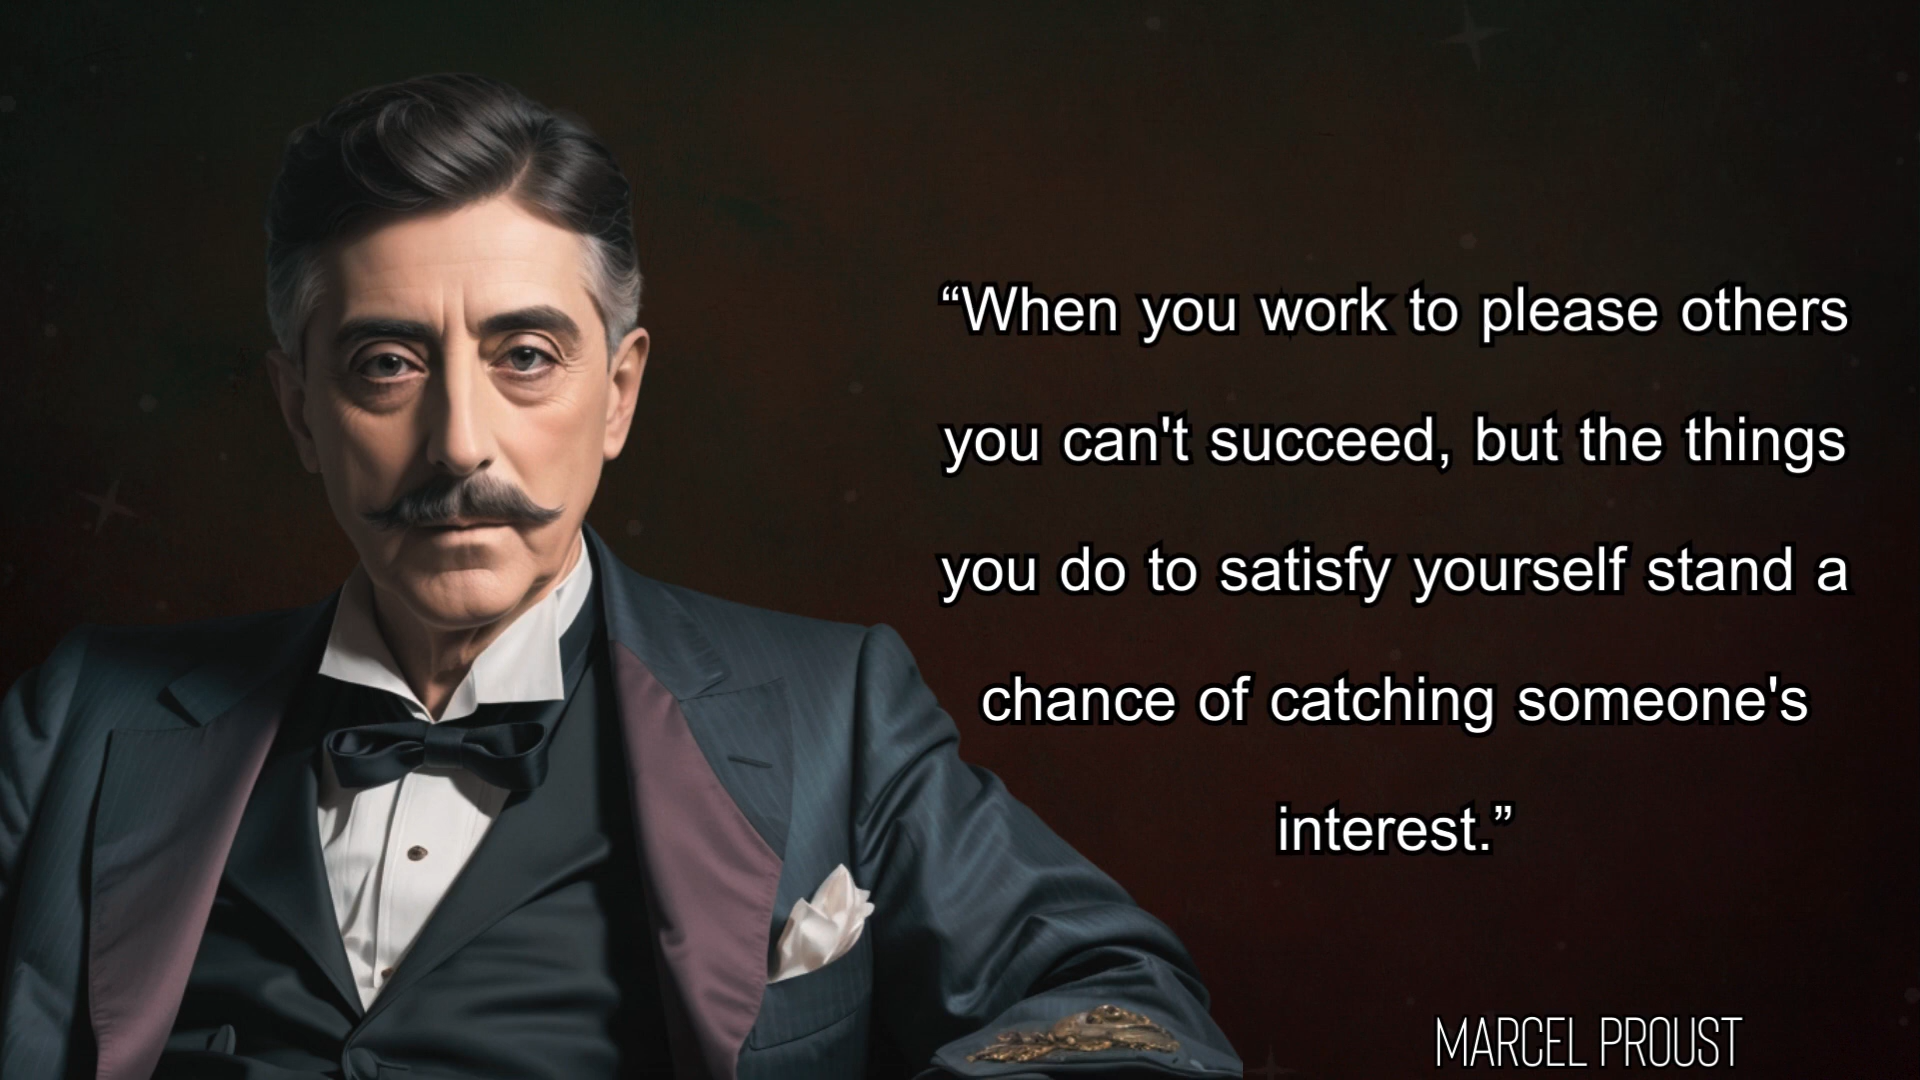 “When you work to please others
you can't succeed, but the things
you do to satisfy yourself stand a
chance of catching someone's
interest.”
MARCEL PROUST